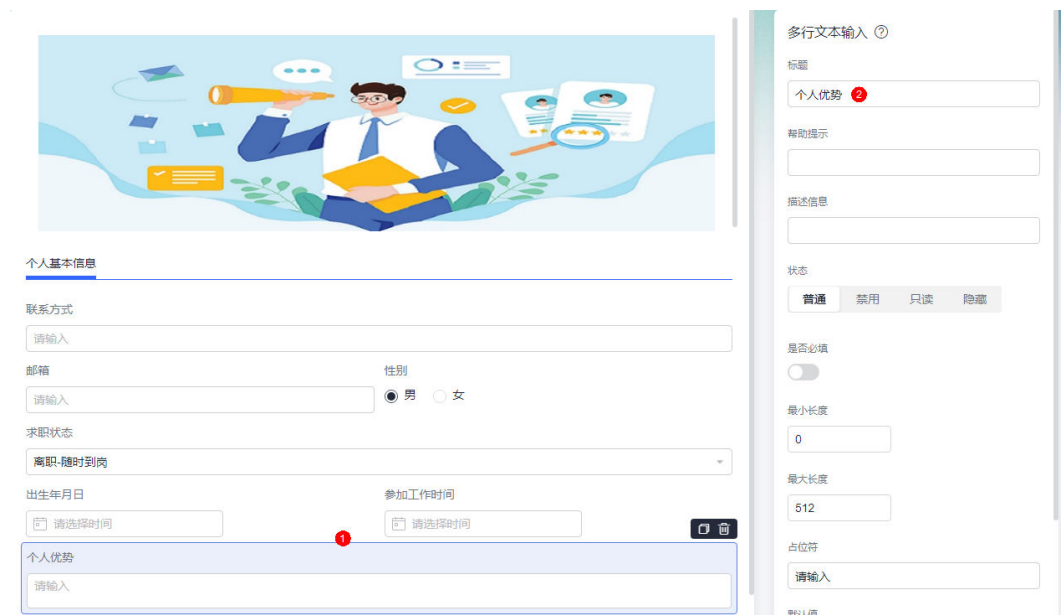 个人基本信息
联系方式
请输入
邮箱
性别
请输入
男
女
求职状态
离职-随时到岗
出生年月日
参加工作时间
请选择时间
请选择时间
1
个人优势
请输入
多行文本输入 ?
标题
个人优势 2
帮助提示
描述信息
状态
普通 禁用 只读 隐藏
是否必填
最小长度
0
最大长度
512
占位符
请输入
默认值